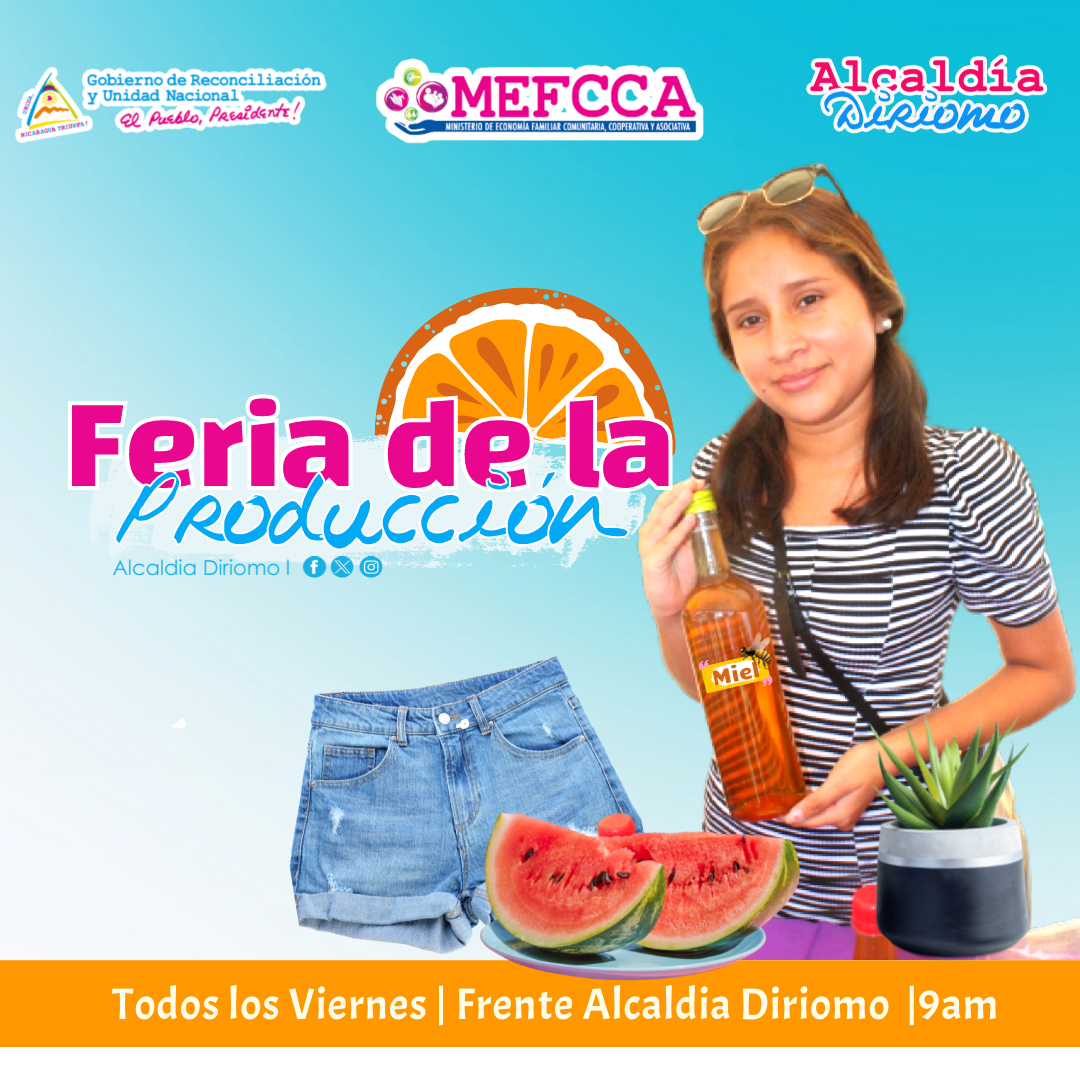 UNIDA
NICARAGUA TRIUNFA!
Gobierno de Reconciliación
y Unidad Nacional
El Pueblo, Presidente!
MEFCCA
MINISTERIO DE ECONOMÍA FAMILIAR COMUNITARIA, COOPERATIVA Y ASOCIATIVA
Alcaldía
Diriomo
Feria de la
Producción
Alcaldia Diriomo |
"Miel"
Todos los Viernes | Frente Alcaldia Diriomo |9am